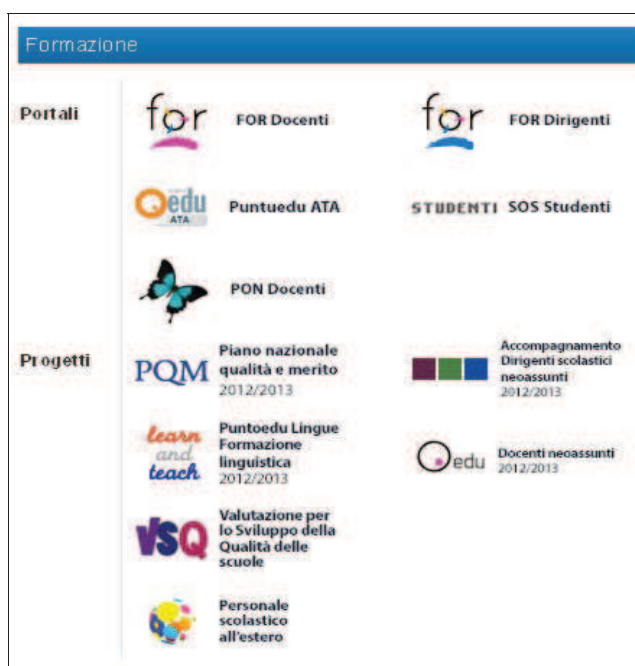 Formazione
Portali
for
FOR Docenti
for
FOR Dirigenti
edu
ATA
Puntuedu ATA
STUDENTI
SOS Studenti
PON Docenti
Progetti
PQM
Piano nazionale
qualità e merito
2012/2013
Accompagnamento
Dirigenti scolastici
neoassunti
2012/2013
learn
and
teach
Puntoedu Lingue
Formazione
linguistica
2012/2013
edu
Docenti neoassunti
2012/2013
VSQ
Valutazione per
lo Sviluppo della
Qualità delle
scuole
Personale
scolastico
all'estero